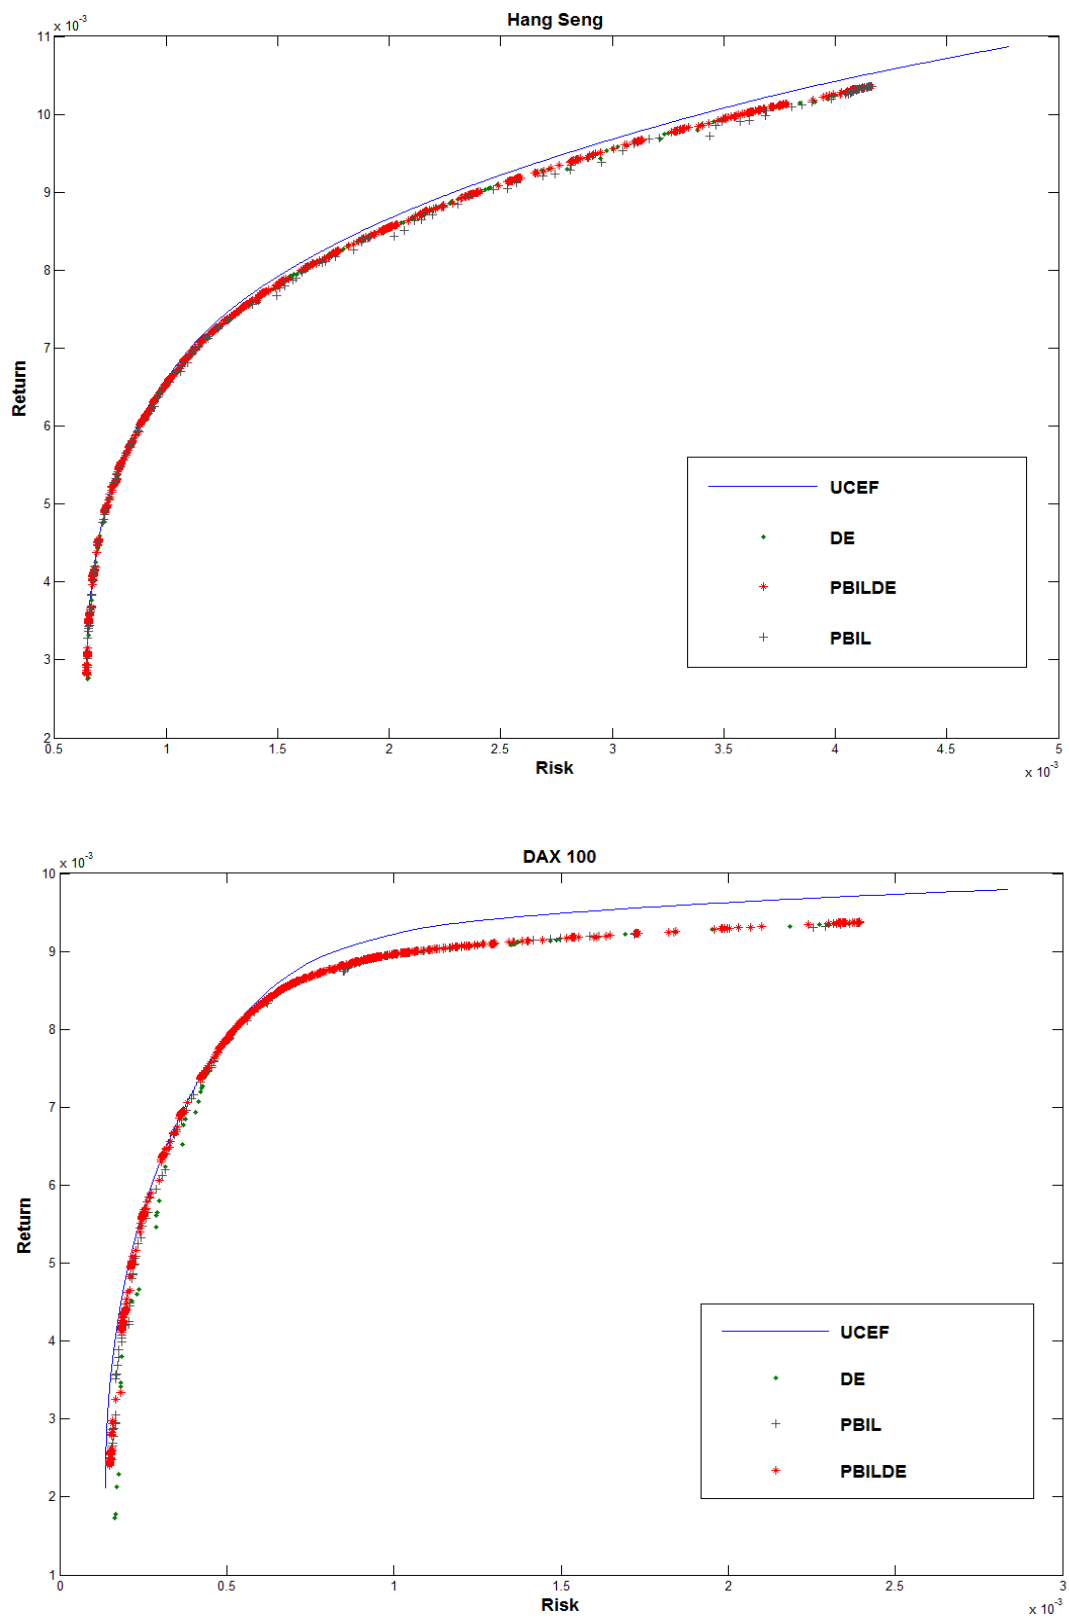 Hang Seng
x 10-3
11
10
9
8
7
6
5
4
3
2
Return
UCEF
DE
PBILDE
PBIL
0.5 1 1.5 2 2.5 3 3.5 4 4.5 5
Risk
x 10-3
DAX 100
x 10-3
10
9
8
7
6
5
4
3
2
1
Return
UCEF
DE
PBIL
PBILDE
0 0.5 1 1.5 2 2.5 3
Risk
x 10-3